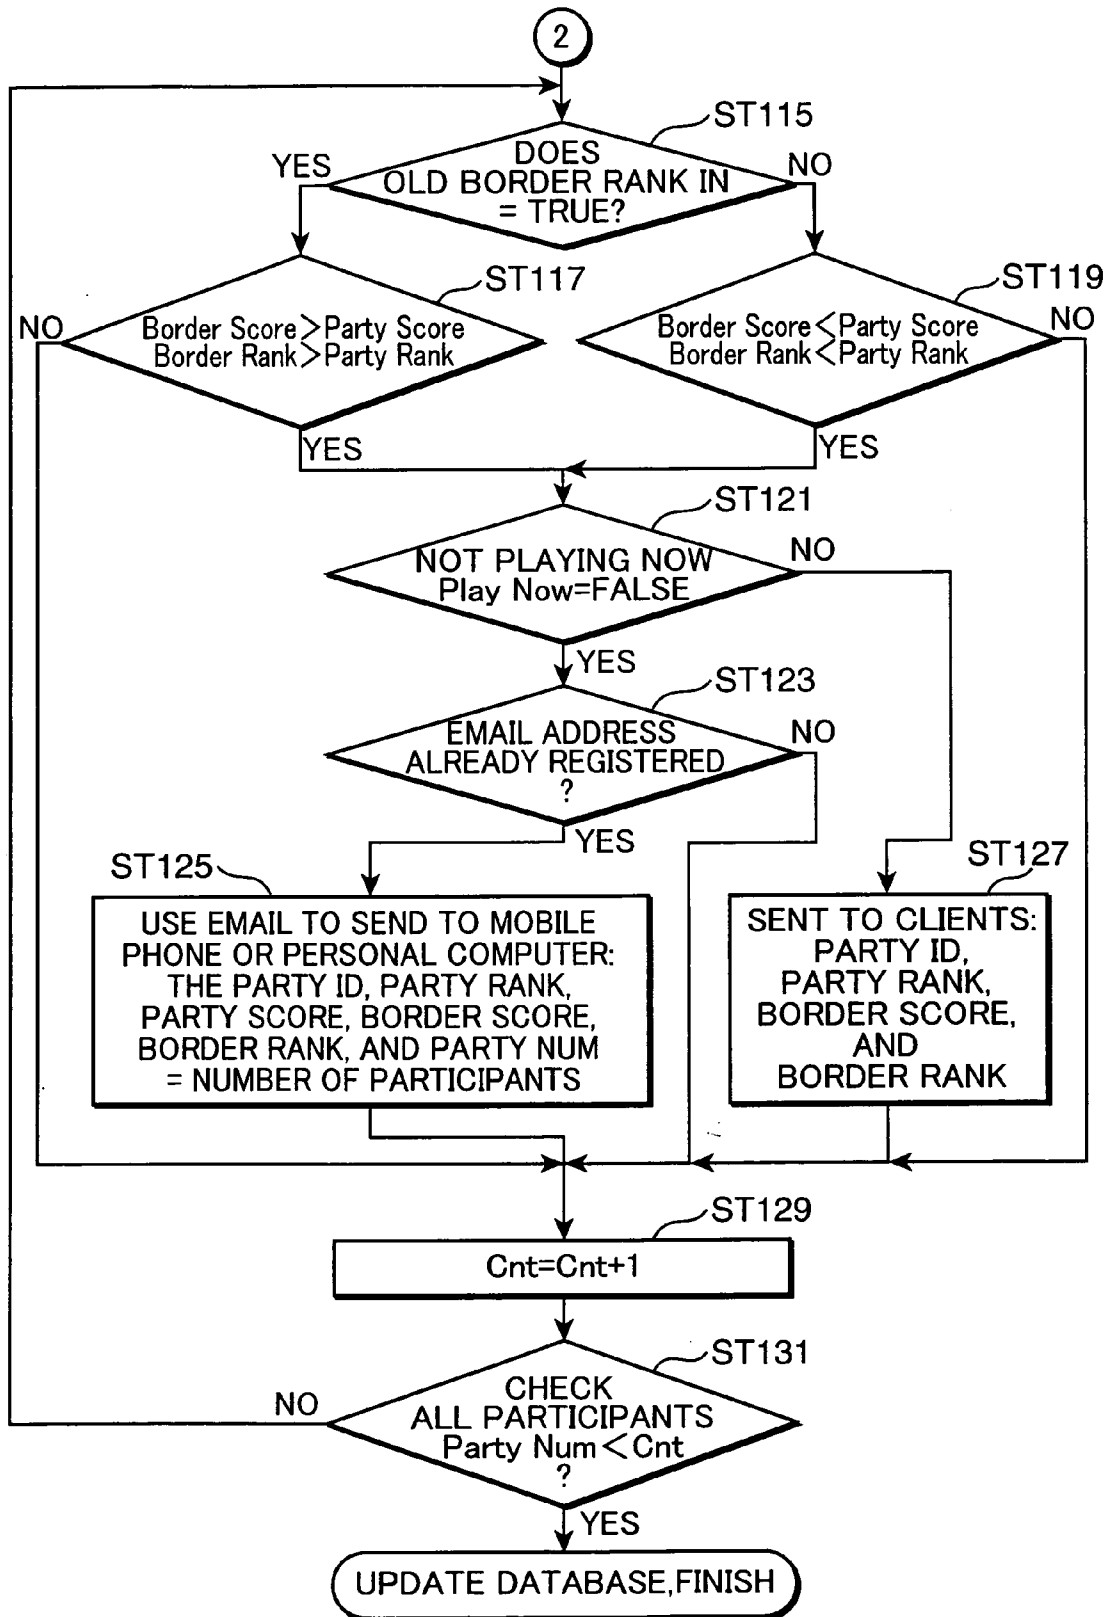 2
ST115
YES
DOES
OLD BORDER RANK IN
= TRUE?
NO
ST117
ST119
NO
Border Score>Party Score
Border Rank>Party Rank
Border Score<Party Score
Border Rank<Party Rank
NO
YES
YES
ST121
NOT PLAYING NOW
Play Now=FALSE
NO
YES
ST123
EMAIL ADDRESS
ALREADY REGISTERED
?
NO
YES
ST125
USE EMAIL TO SEND TO MOBILE
PHONE OR PERSONAL COMPUTER:
THE PARTY ID, PARTY RANK,
PARTY SCORE, BORDER SCORE,
BORDER RANK, AND PARTY NUM
= NUMBER OF PARTICIPANTS
ST127
SENT TO CLIENTS:
PARTY ID,
PARTY RANK,
BORDER SCORE,
AND
BORDER RANK
ST129
Cnt=Cnt+1
ST131
NO
CHECK
ALL PARTICIPANTS
Party Num<Cnt
?
YES
UPDATE DATABASE,FINISH